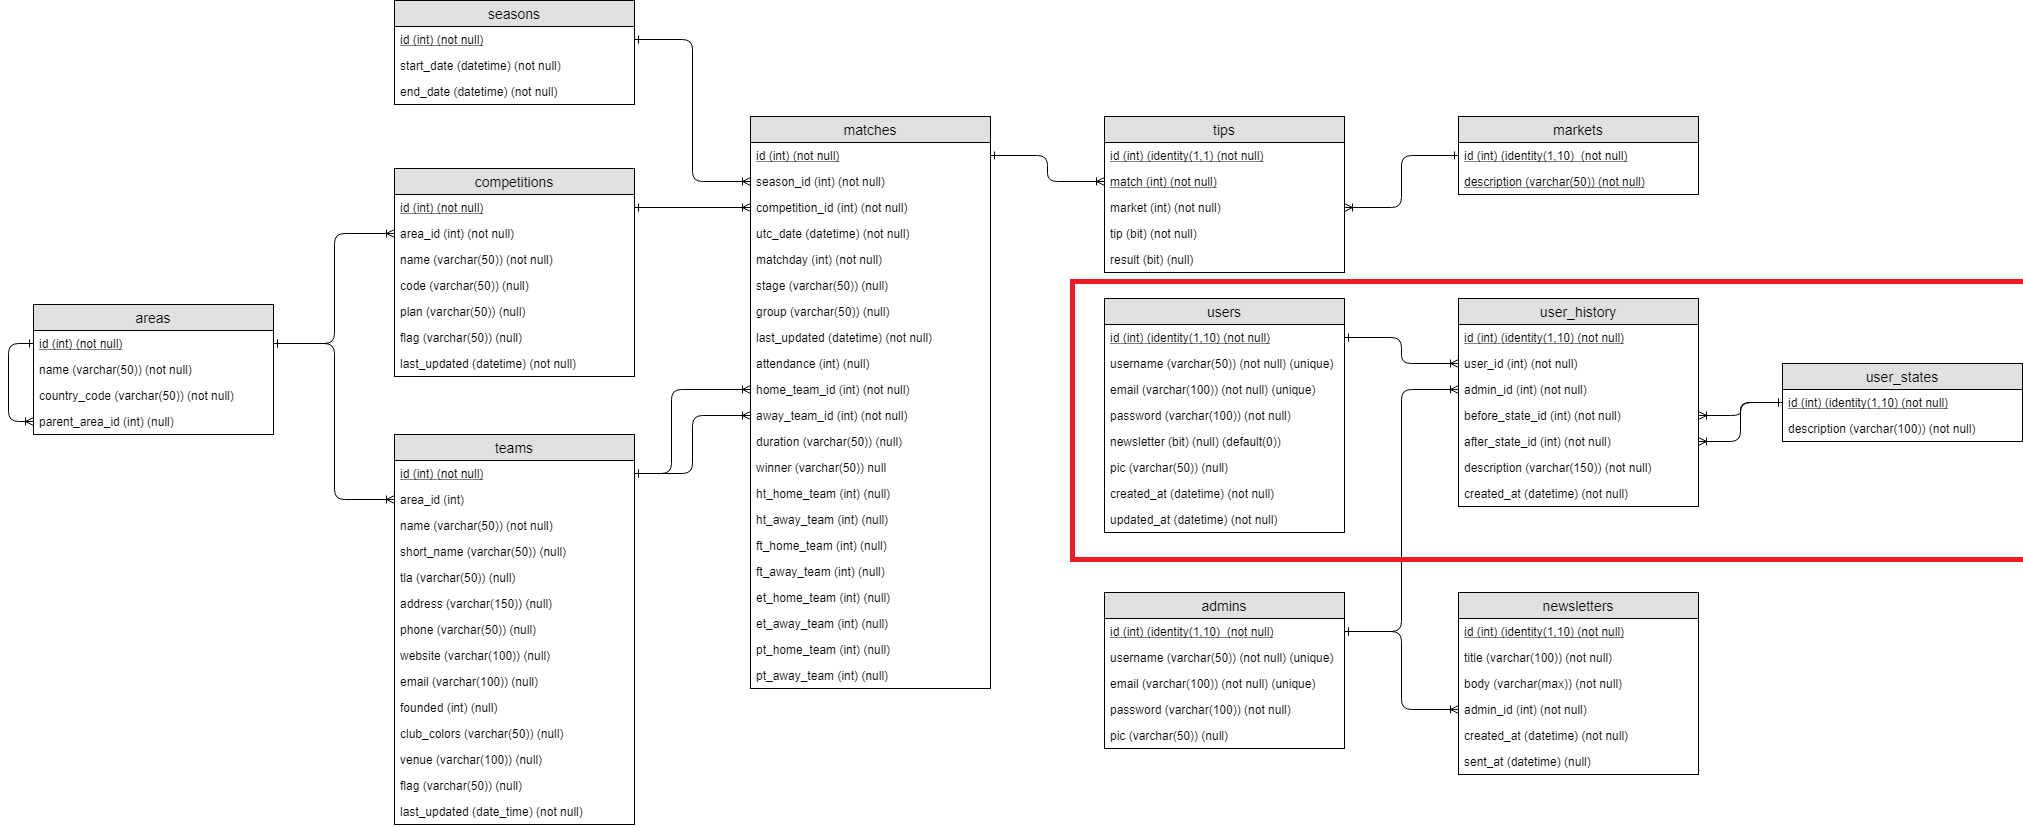 seasons
id (int) (not null)
start_date (datetime) (not null)
end_date (datetime) (not null)
competitions
id (int) (not null)
area_id (int) (not null)
name (varchar(50)) (not null)
code (varchar(50)) (null)
plan (varchar(50)) (null)
flag (varchar(50)) (null)
last_updated (datetime) (not null)
areas
id (int) (not null)
name (varchar(50)) (not null)
country_code (varchar(50)) (not null)
parent_area_id (int) (null)
teams
id (int) (not null)
area_id (int)
name (varchar(50)) (not null)
short_name (varchar(50)) (null)
tla (varchar(50)) (null)
address (varchar(150)) (null)
phone (varchar(50)) (null)
website (varchar(100)) (null)
email (varchar(100)) (null)
founded (int) (null)
club_colors (varchar(50)) (null)
venue (varchar(100)) (null)
flag (varchar(50)) (null)
last_updated (date_time) (not null)
matches
id (int) (not null)
season_id (int) (not null)
competition_id (int) (not null)
utc_date (datetime) (not null)
matchday (int) (not null)
stage (varchar(50)) (null)
group (varchar(50)) (null)
last_updated (datetime) (not null)
attendance (int) (null)
home_team_id (int) (not null)
away_team_id (int) (not null)
duration (varchar(50)) (null)
winner (varchar(50)) null
ht_home_team (int) (null)
ht_away_team (int) (null)
ft_home_team (int) (null)
ft_away_team (int) (null)
et_home_team (int) (null)
et_away_team (int) (null)
pt_home_team (int) (null)
pt_away_team (int) (null)
tips
id (int) (identity(1,1) (not null)
match (int) (not null)
market (int) (not null)
tip (bit) (not null)
result (bit) (null)
markets
id (int) (identity(1,10) (not null)
description (varchar(50)) (not null)
users
id (int) (identity(1,10) (not null)
username (varchar(50)) (not null) (unique)
email (varchar(100)) (not null) (unique)
password (varchar(100)) (not null)
newsletter (bit) (null) (default(0))
pic (varchar(50)) (null)
created_at (datetime) (not null)
updated_at (datetime) (not null)
user_history
id (int) (identity(1,10) (not null)
user_id (int) (not null)
admin_id (int) (not null)
before_state_id (int) (not null)
after_state_id (int) (not null)
description (varchar(150)) (not null)
created_at (datetime) (not null)
user_states
id (int) (identity(1,10) (not null)
description (varchar(100)) (not null)
admins
id (int) (identity(1,10) (not null)
username (varchar(50)) (not null) (unique)
email (varchar(100)) (not null) (unique)
password (varchar(100)) (not null)
pic (varchar(50)) (null)
newsletters
id (int) (identity(1,10) (not null)
title (varchar(100)) (not null)
body (varchar(max)) (not null)
admin_id (int) (not null)
created_at (datetime) (not null)
sent_at (datetime) (null)